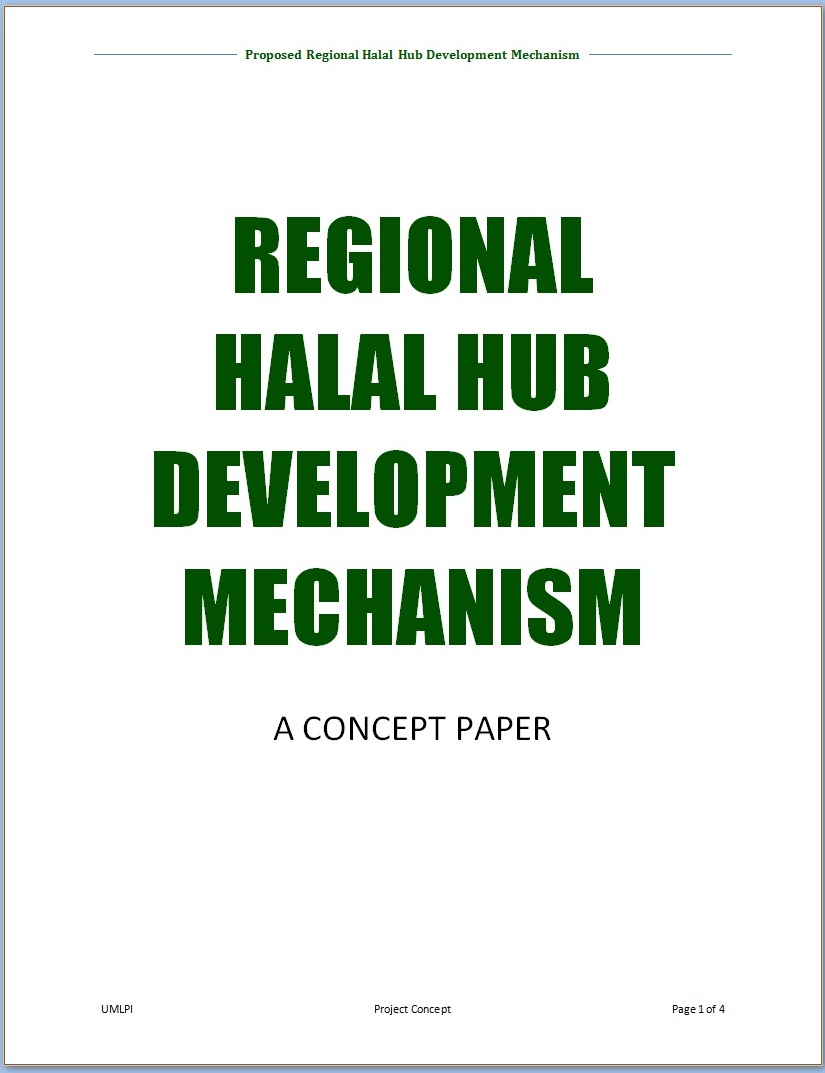 Proposed Regional Halal Hub Development Mechanism
REGIONAL
HALAL HUB
DEVELOPMENT
MECHANISM
A CONCEPT PAPER
UMLPI Project Concept Page 1 of 4